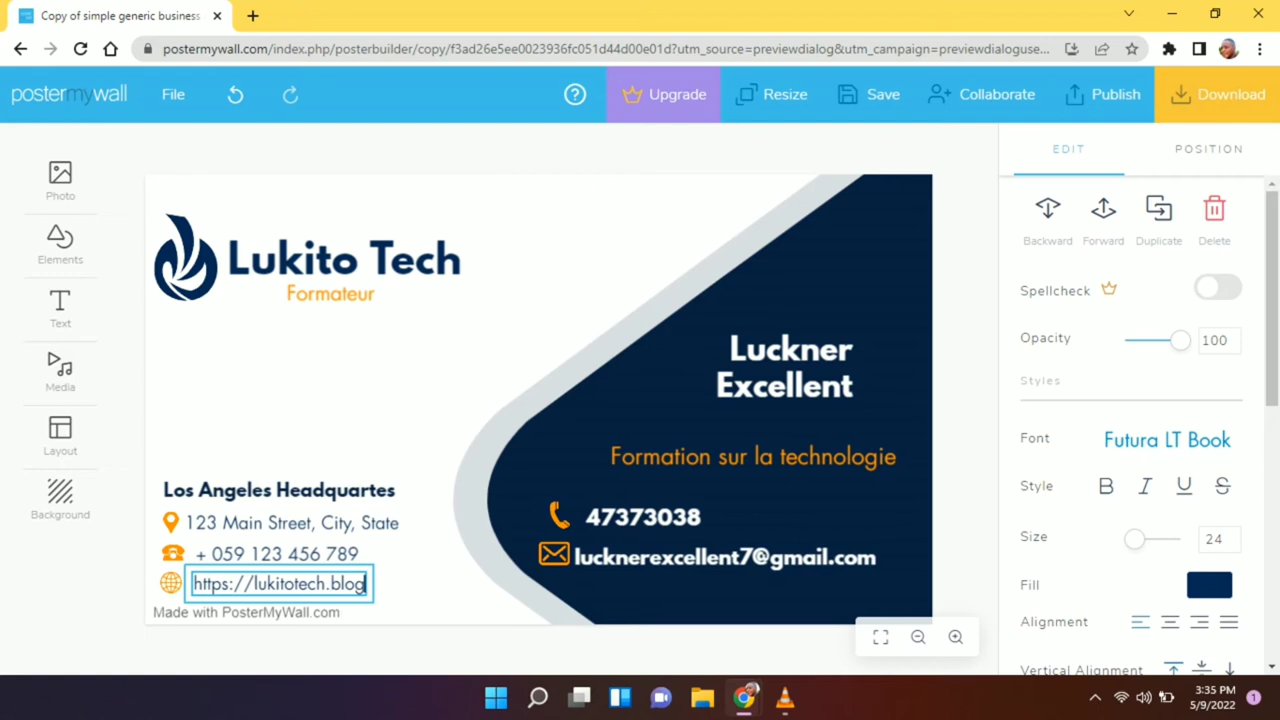 Copy of simple generic business
postermywall.com/index.php/posterbuilder/copy/f3ad26e5ee0023936fc051d44d00e01d?utm_source=previewdialog&utm_campaign=previewdialoguse...
postermywall
File
Upgrade
Resize
Save
Collaborate
Publish
Download
EDIT
POSITION
Photo
Elements
Text
Media
Layout
Background
Lukito Tech
Formateur
Luckner
Excellent
Formation sur la technologie
47373038
lucknerexcellent7@gmail.com
Los Angeles Headquartes
123 Main Street, City, State
+ 059 123 456 789
https://lukitotech.blog
Made with PosterMyWall.com
Backward
Forward
Duplicate
Delete
Spellcheck
Opacity
100
Styles
Font
Futura LT Book
Style
B I U S
Size
24
Fill
Alignment
Vertical Alignment
3:35 PM
5/9/2022
1